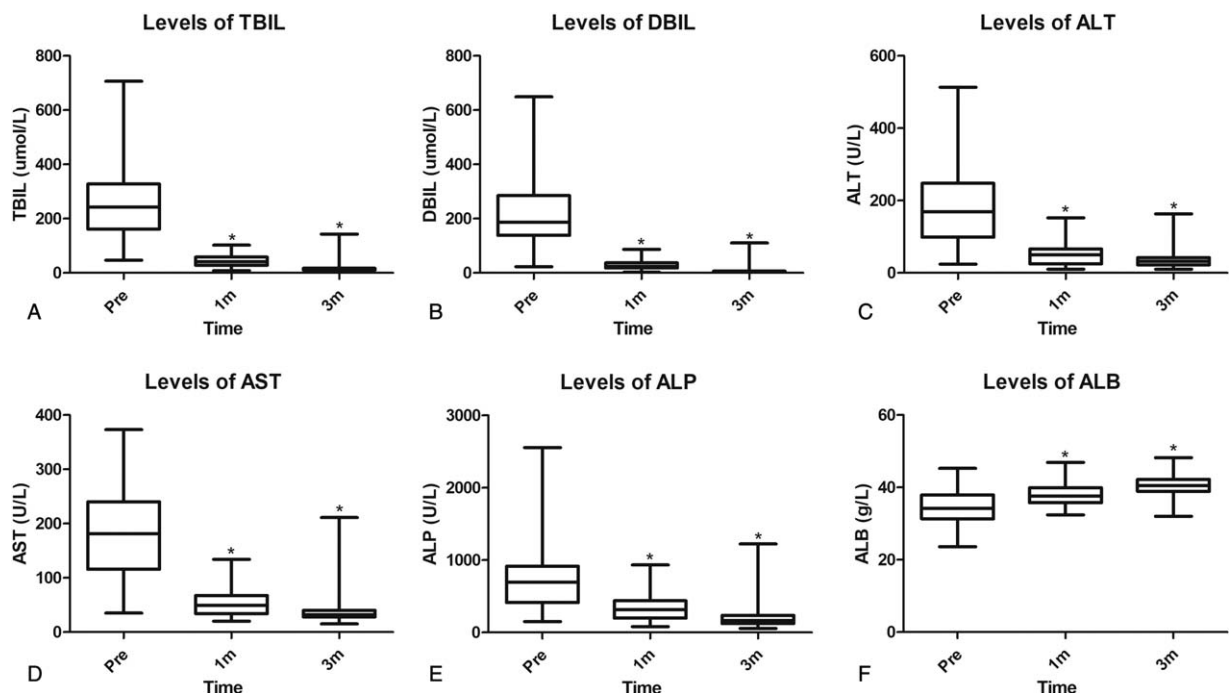 Levels of TBIL
TBIL (umol/L)
800
600
400
200
0
*
*
Pre
1m
3m
Time
A
Levels of DBIL
DBIL (umol/L)
800
600
400
200
0
*
*
Pre
1m
3m
Time
B
Levels of ALT
ALT (U/L)
600
400
200
0
*
*
Pre
1m
3m
Time
C
Levels of AST
AST (U/L)
400
300
200
100
0
*
*
Pre
1m
3m
Time
D
Levels of ALP
ALP (U/L)
3000
2000
1000
0
*
*
Pre
1m
3m
Time
E
Levels of ALB
ALB (g/L)
60
40
20
0
*
*
Pre
1m
3m
Time
F